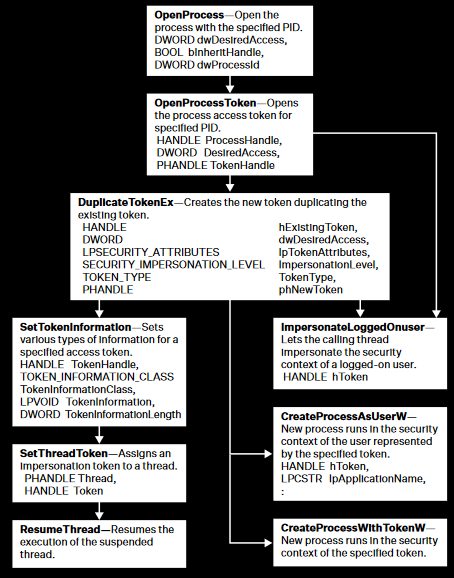 OpenProcess—Open the
process with the specified PID.
DWORD dwDesiredAccess,
BOOL bInheritHandle,
DWORD dwProcessId
OpenProcessToken—Opens
the process access token for
specified PID.
HANDLE ProcessHandle,
DWORD DesiredAccess,
PHANDLE TokenHandle
DuplicateTokenEx—Creates the new token duplicating the
existing token.
HANDLE hExistingToken,
DWORD dwDesiredAccess,
LPSECURITY_ATTRIBUTES lpTokenAttributes,
SECURITY_IMPERSONATION_LEVEL ImpersonationLevel,
TOKEN_TYPE TokenType,
PHANDLE phNewToken
SetTokenInformation—Sets
various types of information for a
specified access token.
HANDLE TokenHandle,
TOKEN_INFORMATION_CLASS
TokenInformationClass,
LPVOID TokenInformation,
DWORD TokenInformationLength
SetThreadToken—Assigns an
impersonation token to a thread.
PHANDLE Thread,
HANDLE Token
ResumeThread—Resumes the
execution of the suspended
thread.
ImpersonateLoggedOnuser—
Lets the calling thread
impersonate the security
context of a logged-on user.
HANDLE hToken
CreateProcessAsUserW—
New process runs in the security
context of the user represented
by the specified token.
HANDLE hToken,
LPCSTR lpApplicationName,
:
CreateProcessWithTokenW—
New process runs in the security
context of the specified token.